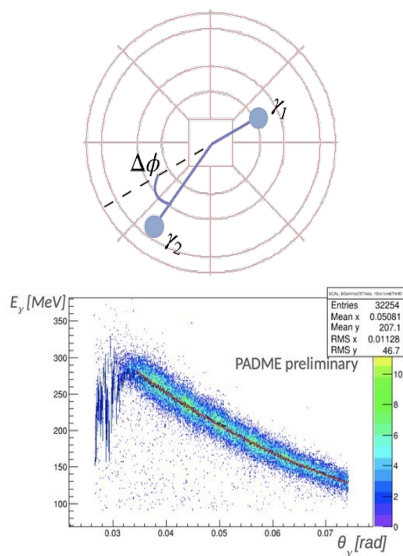 γ1
Δϕ
γ2
Eγ [MeV]
Entries 32254
Mean x 0.05081
Mean y 207.1
RMS x 0.01128
RMS y 46.7
PADME preliminary
350
300
250
200
150
100
10
8
6
4
2
0
0.03 0.04 0.05 0.06 0.07
θγ [rad]